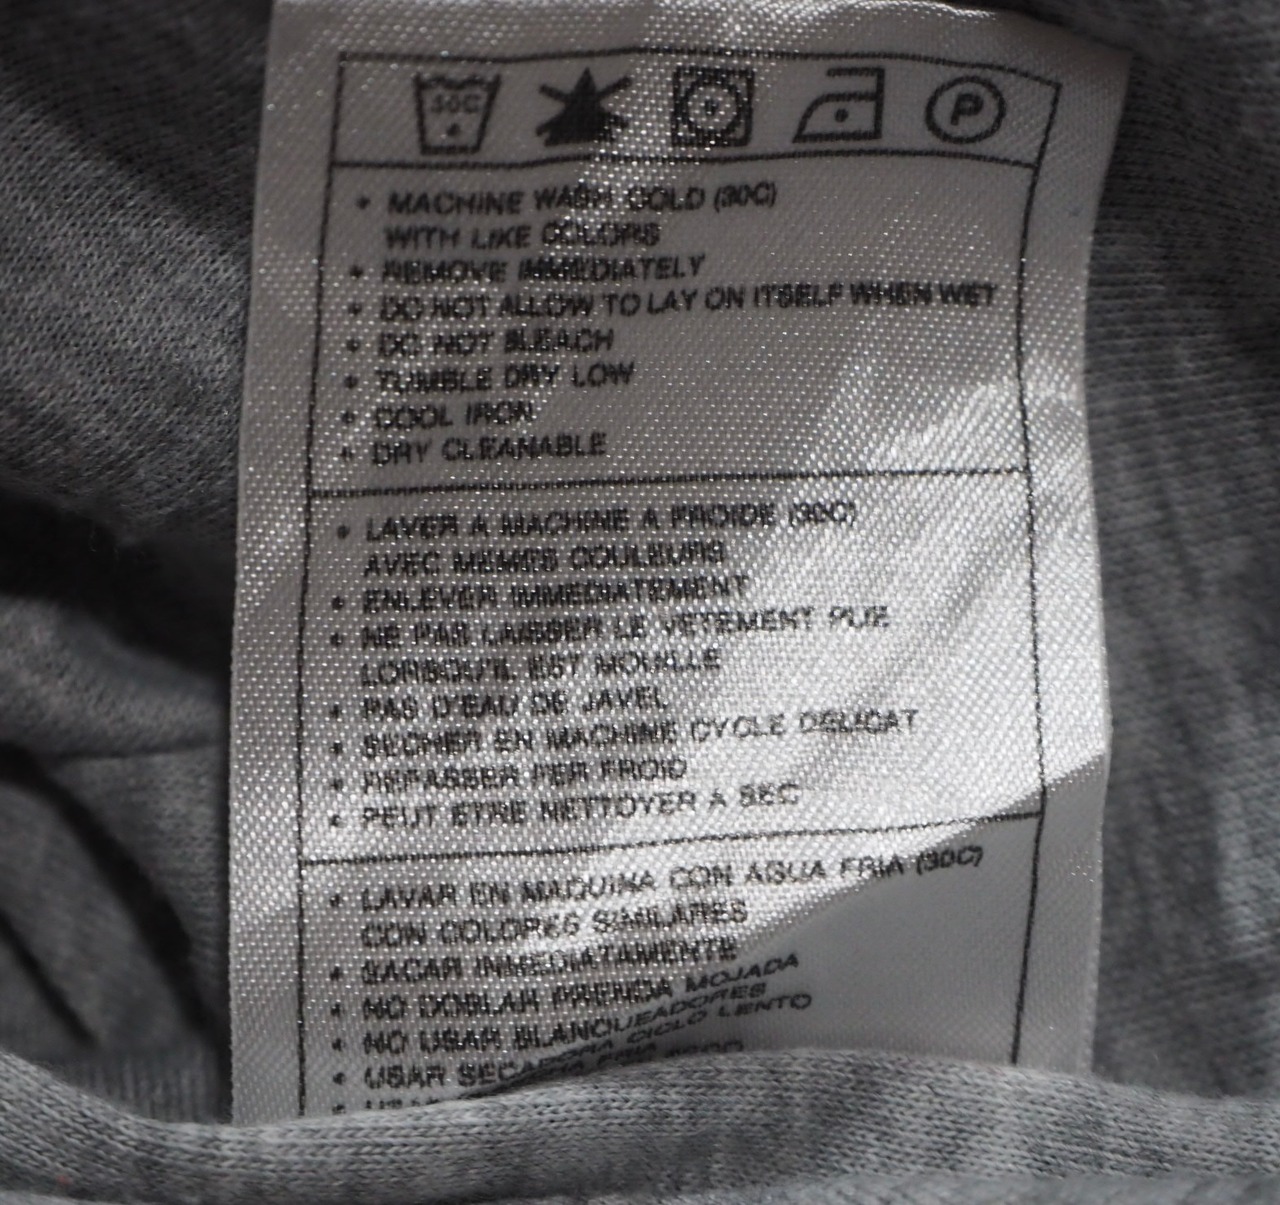 30C
P
• MACHINE WASH COLD (30C)
WITH LIKE COLORS
• REMOVE IMMEDIATELY
• DO NOT ALLOW TO LAY ON ITSELF WHEN WET
• DO NOT BLEACH
• TUMBLE DRY LOW
• COOL IRON
• DRY CLEANABLE
• LAVER A MACHINE A FROIDE (30C)
AVEC MEMES COULEURS
• ENLEVER IMMEDIATEMENT
• NE PAS LAISSER LE VETEMENT PLIE
LORSQU'IL EST MOUILLE
• PAS D'EAU DE JAVEL
• SECHER EN MACHINE CYCLE DELICAT
• REPASSER FER FROID
• PEUT ETRE NETTOYER A SEC
• LAVAR EN MAQUINA CON AGUA FRIA (30C)
CON COLORES SIMILARES
• SACAR INMEDIATAMENTE
• NO DOBLAR PRENDA MOJADA
• NO USAR BLANQUEADORES
• USAR SECADORA CICLO LENTO